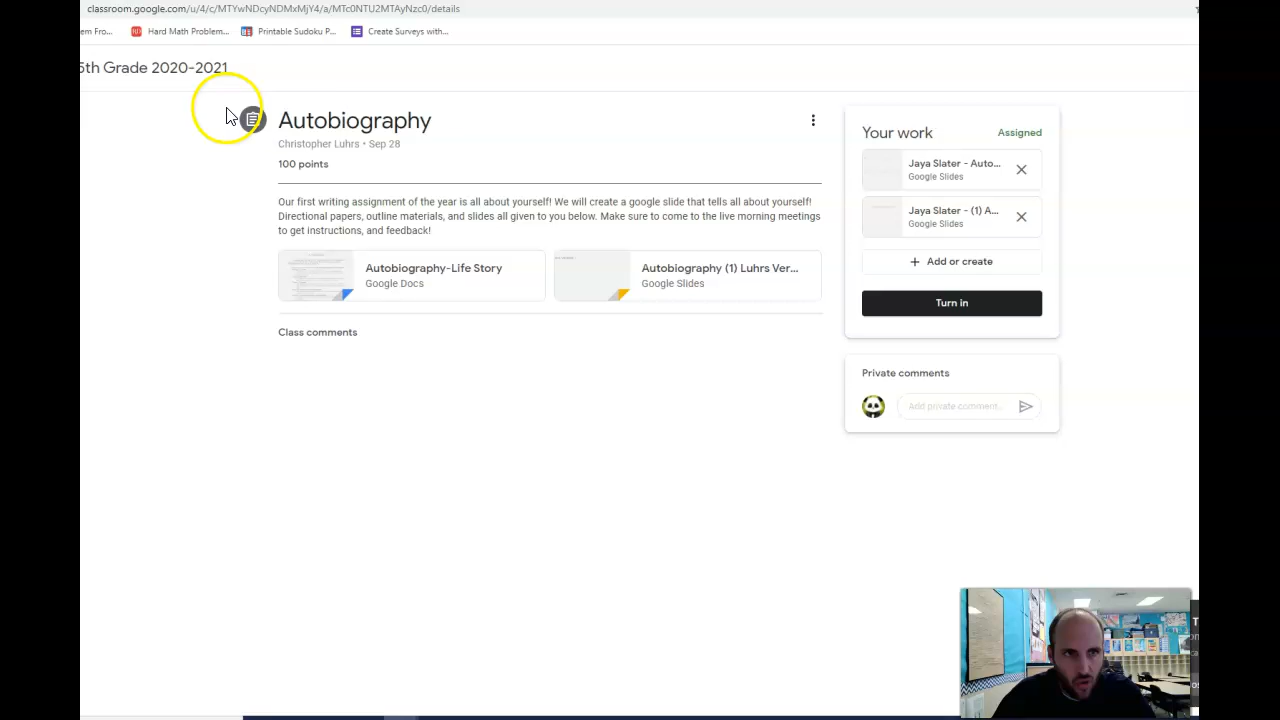 classroom.google.com/u/4/c/MTYwNDcyNDMxMjY4/a/MTc0NTU2MTAyNzc0/details
em Fro... Hard Math Problem... Printable Sudoku P... Create Surveys with...
5th Grade 2020-2021
Autobiography
Christopher Luhrs • Sep 28
100 points
Our first writing assignment of the year is all about yourself! We will create a google slide that tells all about yourself!
Directional papers, outline materials, and slides all given to you below. Make sure to come to the live morning meetings
to get instructions, and feedback!
Autobiography-Life Story
Google Docs
Autobiography (1) Luhrs Ver...
Google Slides
Class comments
Your work Assigned
Jaya Slater - Auto...
Google Slides
Jaya Slater - (1) A...
Google Slides
+ Add or create
Turn in
Private comments
Add private comment...